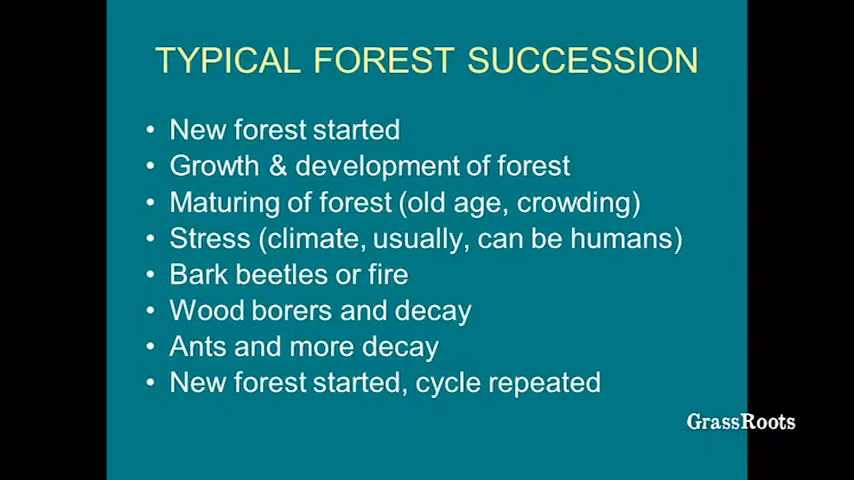 TYPICAL FOREST SUCCESSION
• New forest started
• Growth & development of forest
• Maturing of forest (old age, crowding)
• Stress (climate, usually, can be humans)
• Bark beetles or fire
• Wood borers and decay
• Ants and more decay
• New forest started, cycle repeated
GrassRoots